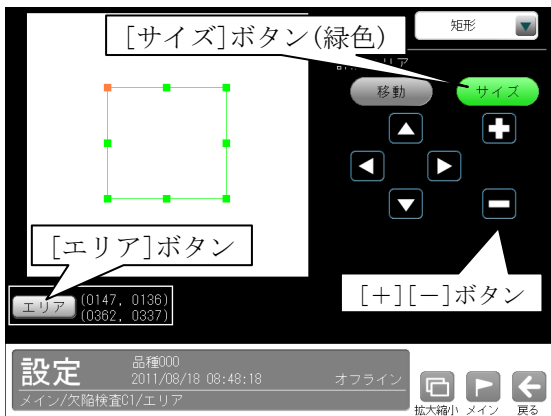 [サイズ]ボタン(緑色)
矩形
エリア
移動
サイズ
[エリア]ボタン
[＋][－]ボタン
エリア
(0147, 0136)
(0362, 0337)
設定
品種000
2011/08/18 08:48:18
オフライン
メイン/欠陥検査C1/エリア
拡大縮小
メイン
戻る